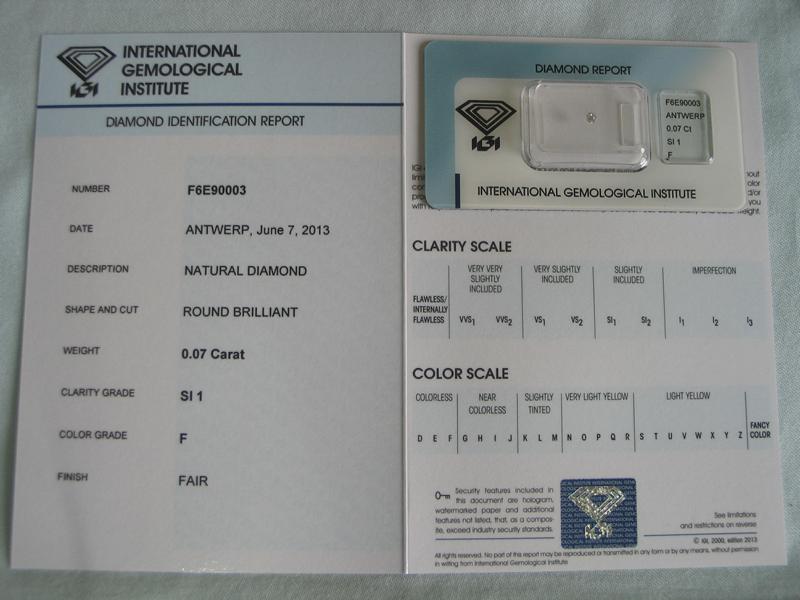 INTERNATIONAL
GEMOLOGICAL
INSTITUTE
IGI
DIAMOND IDENTIFICATION REPORT
NUMBER F6E90003
DATE ANTWERP, June 7, 2013
DESCRIPTION NATURAL DIAMOND
SHAPE AND CUT ROUND BRILLIANT
WEIGHT 0.07 Carat
CLARITY GRADE SI 1
COLOR GRADE F
FINISH FAIR
DIAMOND REPORT
IGI
F6E90003
ANTWERP
0.07 Ct
SI 1
F
INTERNATIONAL GEMOLOGICAL INSTITUTE
CLARITY SCALE
FLAWLESS/
INTERNALLY
FLAWLESS
VERY VERY
SLIGHTLY
INCLUDED
VERY SLIGHTLY
INCLUDED
SLIGHTLY
INCLUDED
IMPERFECTION
VVS1 VVS2 VS1 VS2 SI1 SI2 I1 I2 I3
COLOR SCALE
COLORLESS
NEAR
COLORLESS
SLIGHTLY
TINTED
VERY LIGHT YELLOW
LIGHT YELLOW
FANCY
COLOR
D E F G H I J K L M N O P Q R S T U V W X Y Z
Security features included in
this document are hologram,
watermarked paper and additional
features not listed, that, as a compos-
ite, exceed industry security standards.
IGI
See limitations
and restrictions on reverse
© IGI, 2000, edition 2013
All rights reserved. No part of this report may be reproduced or transmitted in any form or by any means, without permission
in writing from International Gemological Institute